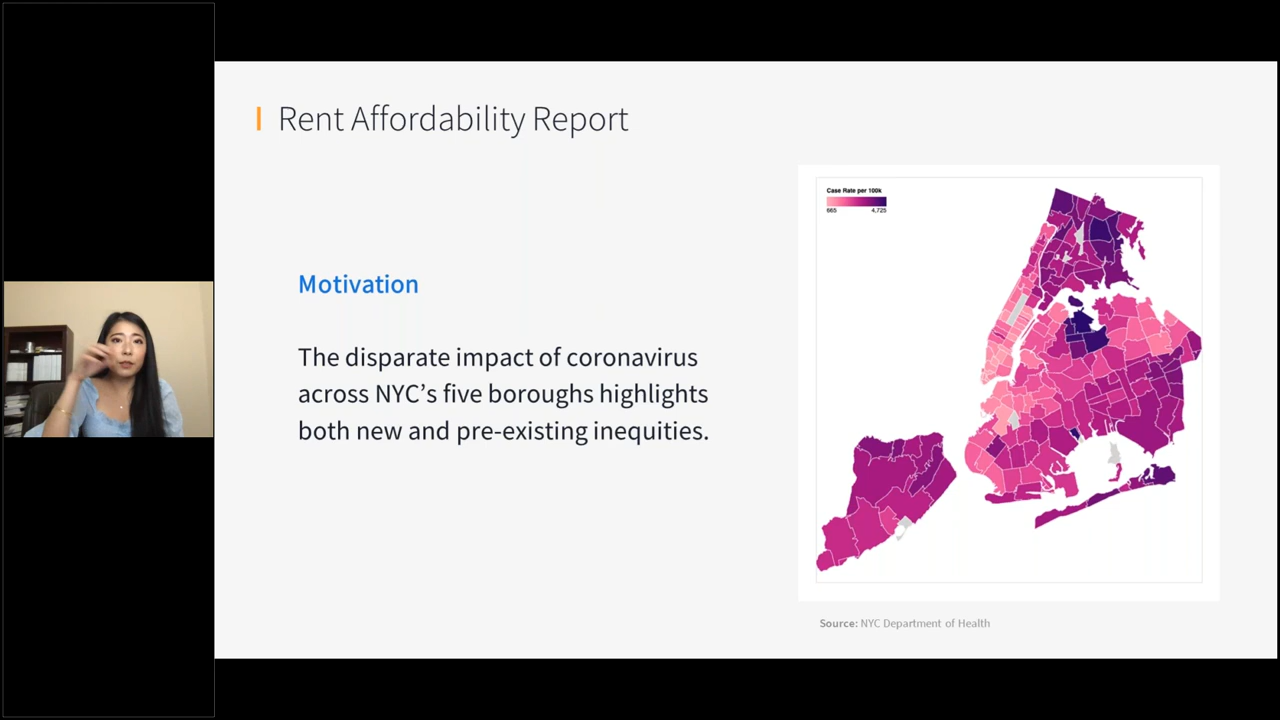 Rent Affordability Report
Motivation
The disparate impact of coronavirus
across NYC’s five boroughs highlights
both new and pre-existing inequities.
Case Rate per 100k
665 4,725
Source: NYC Department of Health